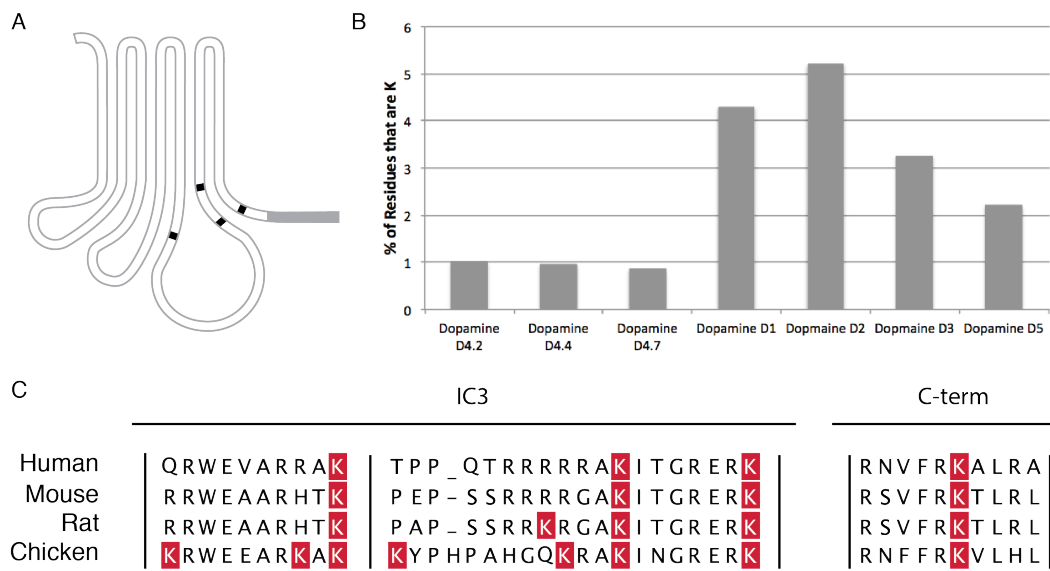 A
B
% of Residues that are K
6
5
4
3
2
1
0
Dopamine D4.2
Dopamine D4.4
Dopamine D4.7
Dopamine D1
Dopmaine D2
Dopmaine D3
Dopamine D5
C
IC3
C-term
Human QRWEVARRAK TPP_QTRRRRRAKITGRERK RNVFRKALRA
Mouse RRWEAARHTK PEP-SSRRRRGAKITGRERK RSVFRKTLRL
Rat RRWEAARHTK PAP-SSRRKRGAKITGRERK RSVFRKTLRL
Chicken KRWEEARKAK KYPHPAHGQKRAKINGRERK RNFFRKVLHL